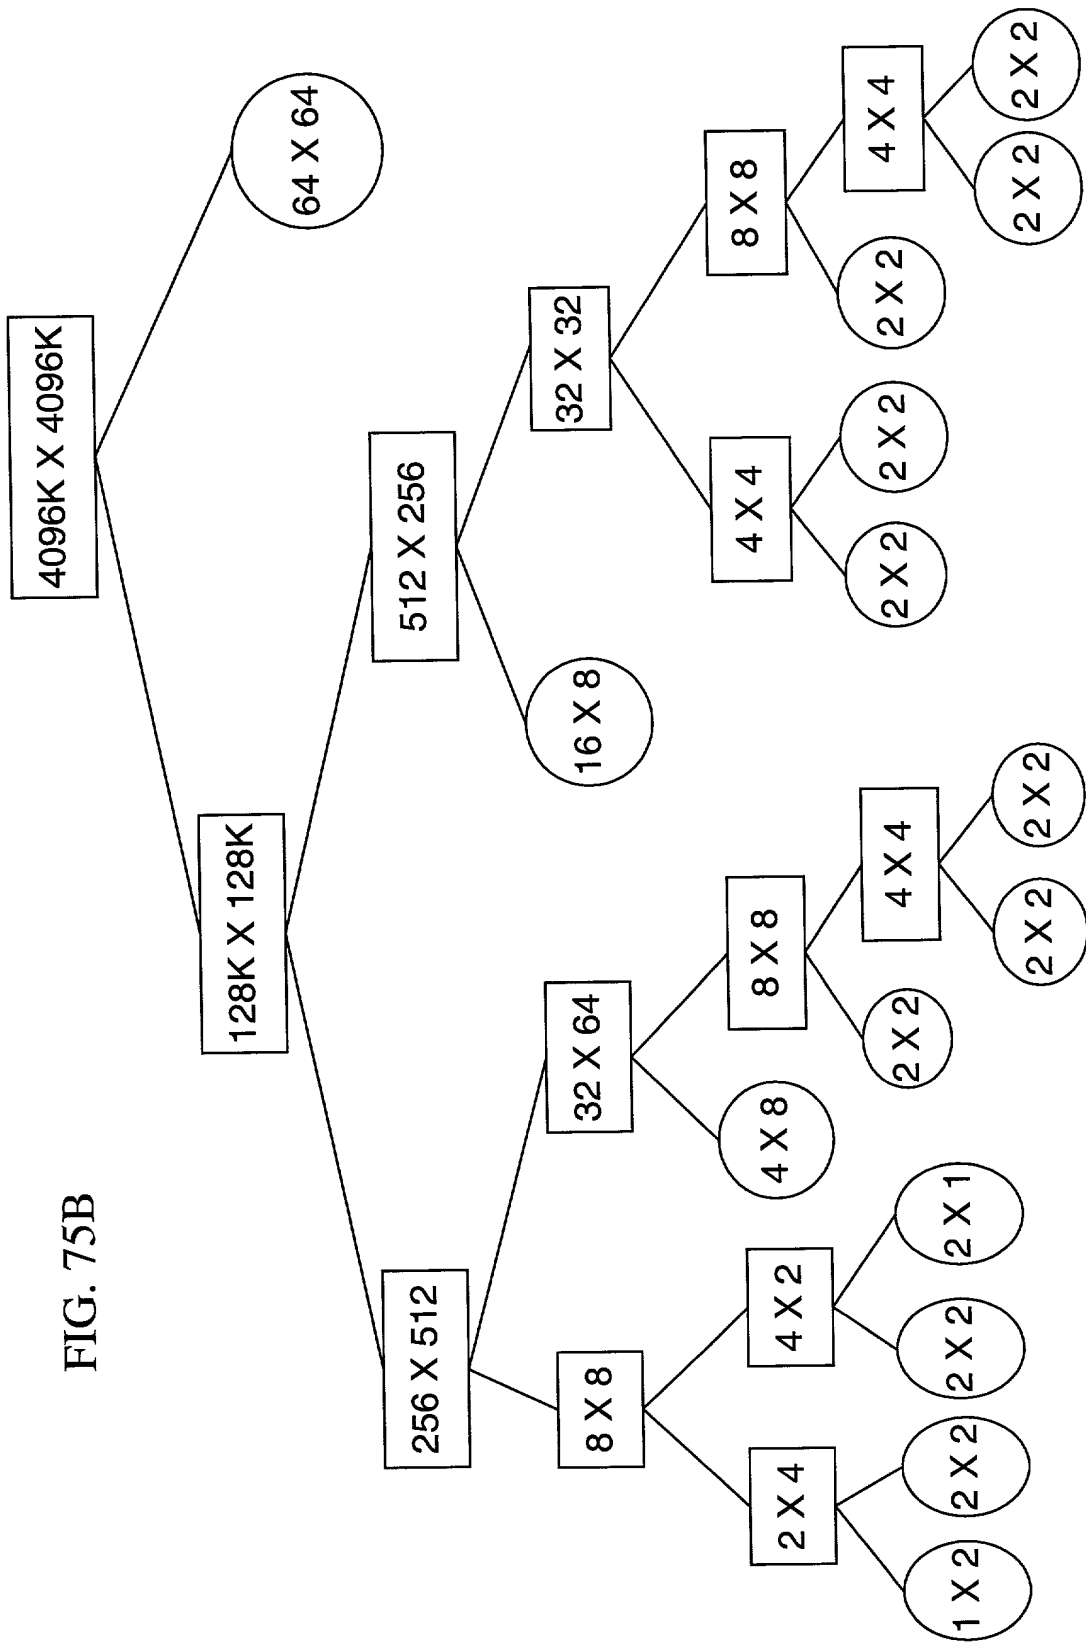 FIG. 75B
4096K X 4096K
128K X 128K
64 X 64
256 X 512
512 X 256
8 X 8
32 X 64
16 X 8
32 X 32
2 X 4
4 X 2
4 X 8
8 X 8
4 X 4
8 X 8
1 X 2
2 X 2
2 X 2
2 X 1
2 X 2
4 X 4
2 X 2
2 X 2
2 X 2
4 X 4
2 X 2
2 X 2
2 X 2
2 X 2